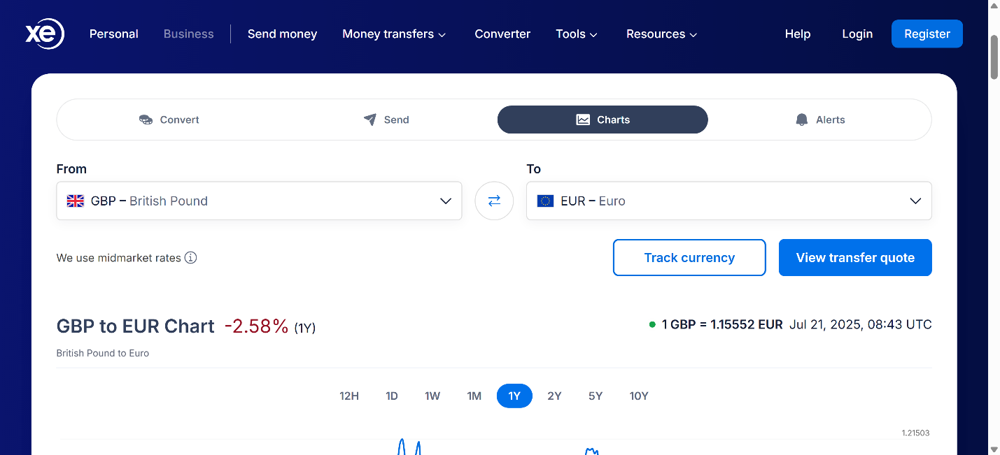 xe Personal Business Send money Money transfers Converter Tools Resources Help Login Register
Convert Send Charts Alerts
From To
GBP – British Pound EUR – Euro
We use midmarket rates Track currency View transfer quote
GBP to EUR Chart -2.58% (1Y) 1 GBP = 1.15552 EUR Jul 21, 2025, 08:43 UTC
British Pound to Euro
12H 1D 1W 1M 1Y 2Y 5Y 10Y
1.21503